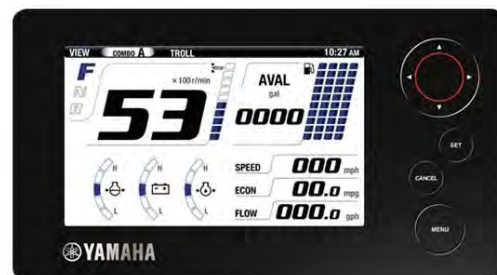 VIEW COMBO A TROLL 10:27 AM
F
N
R
× 100 r/min
53
AVAL
gal
0000
H
L
H
L
H
L
SPEED 000 mph
ECON 00.0 mpg
FLOW 000.0 gph
SET
CANCEL
MENU
YAMAHA